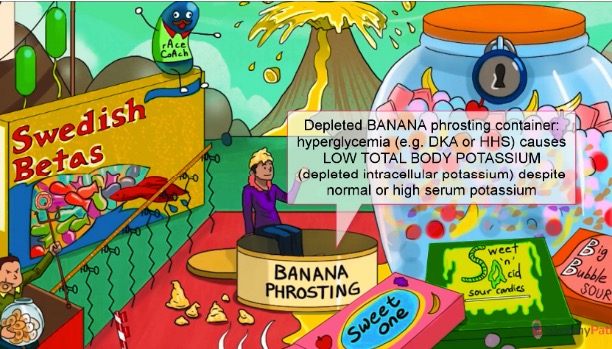 rAce
CoAch
Swedish
Betas
Depleted BANANA phrosting container:
hyperglycemia (e.g. DKA or HHS) causes
LOW TOTAL BODY POTASSIUM
(depleted intracellular potassium) despite
normal or high serum potassium
BANANA
PHROSTING
Sweet
one
Sweet
'n'
Acid
sour candies
Big
Bubble
SOUR